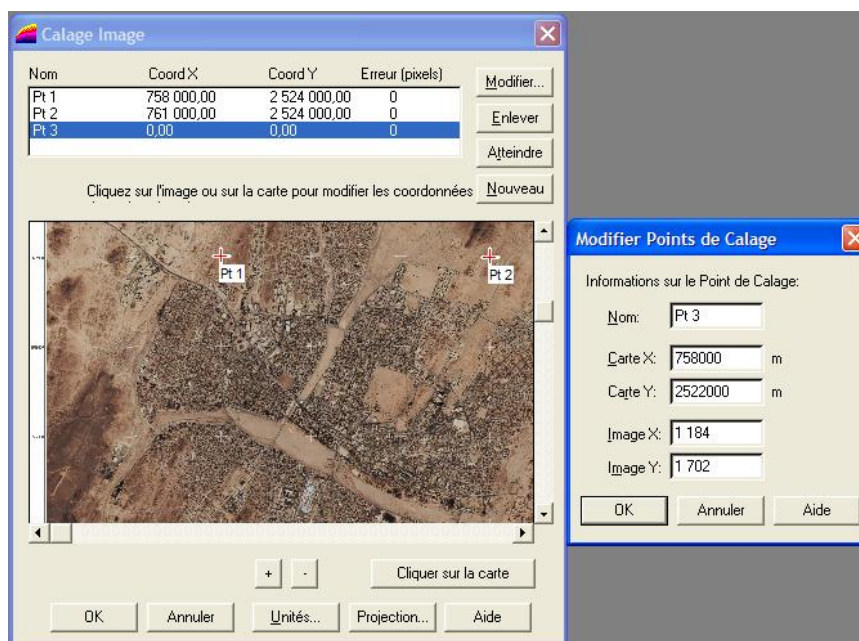 Calage Image
Nom Coord X Coord Y Erreur (pixels)
Pt 1 758 000,00 2 524 000,00 0
Pt 2 761 000,00 2 524 000,00 0
Pt 3 0,00 0,00 0
Modifier...
Enlever
Atteindre
Nouveau
Cliquez sur l'image ou sur la carte pour modifier les coordonnées
Pt 1
Pt 2
+ -
Cliquer sur la carte
OK Annuler Unités... Projection... Aide
Modifier Points de Calage
Informations sur le Point de Calage:
Nom: Pt 3
Carte X: 758000 m
Carte Y: 2522000 m
Image X: 1 184
Image Y: 1 702
OK Annuler Aide